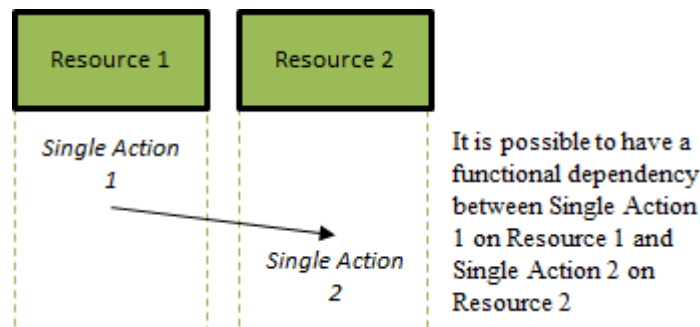 Resource 1
Resource 2
Single Action
1
Single Action
2
It is possible to have a
functional dependency
between Single Action
1 on Resource 1 and
Single Action 2 on
Resource 2